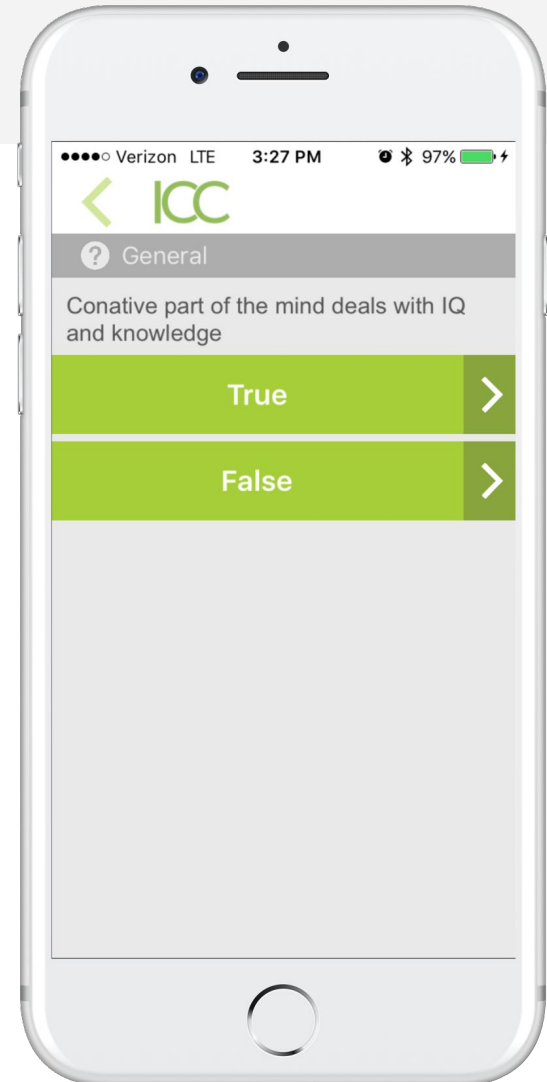 ●●●●○ Verizon LTE 3:27 PM 97%
ICC
? General
Conative part of the mind deals with IQ
and knowledge
True
False